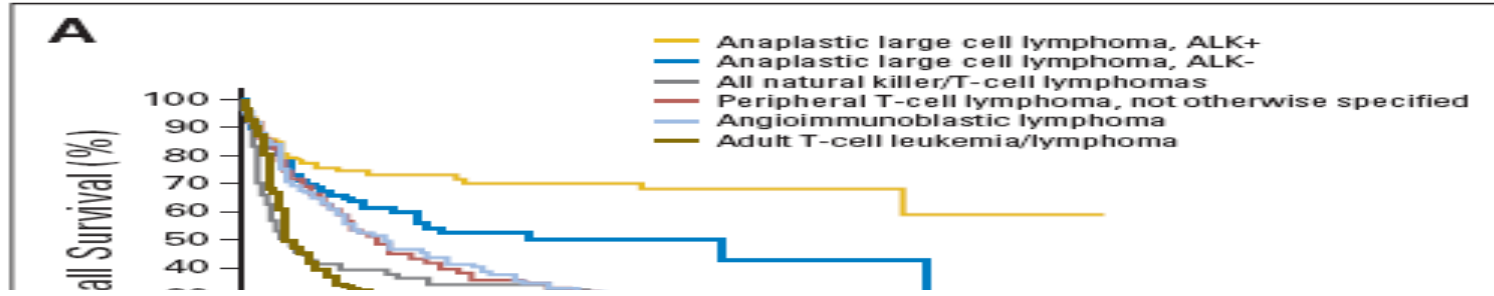 A
Anaplastic large cell lymphoma, ALK+
Anaplastic large cell lymphoma, ALK-
All natural killer/T-cell lymphomas
Peripheral T-cell lymphoma, not otherwise specified
Angioimmunoblastic lymphoma
Adult T-cell leukemia/lymphoma
100
90
80
70
60
50
40
Survival (%)